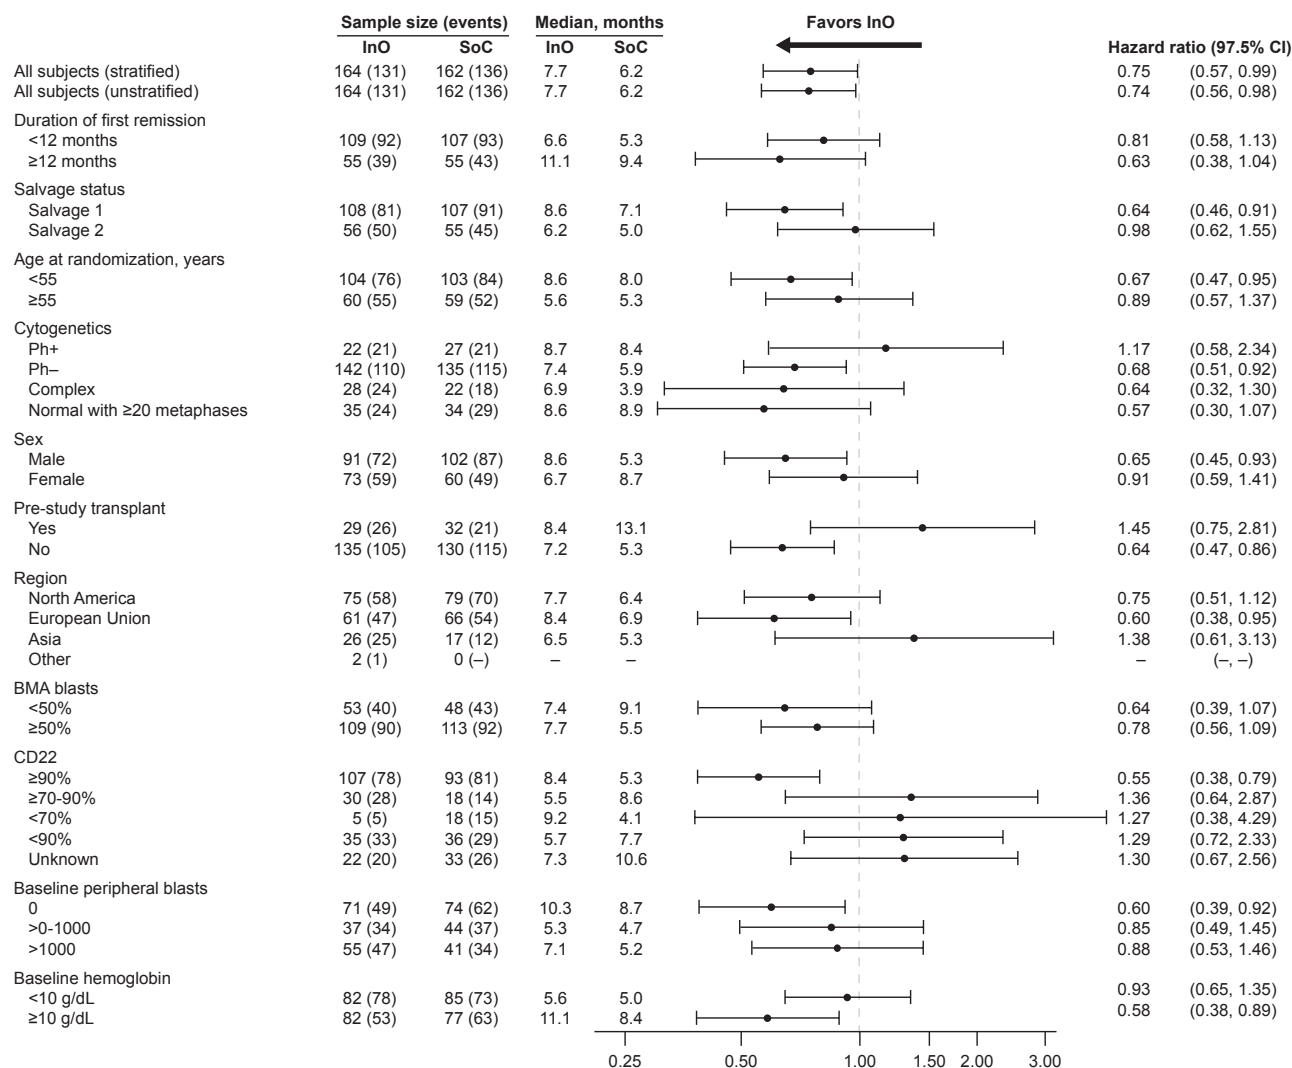 Sample size (events) Median, months Favors InO
InO SoC InO SoC Hazard ratio (97.5% CI)
All subjects (stratified) 164 (131) 162 (136) 7.7 6.2 0.75 (0.57, 0.99)
All subjects (unstratified) 164 (131) 162 (136) 7.7 6.2 0.74 (0.56, 0.98)
Duration of first remission
<12 months 109 (92) 107 (93) 6.6 5.3 0.81 (0.58, 1.13)
≥12 months 55 (39) 55 (43) 11.1 9.4 0.63 (0.38, 1.04)
Salvage status
Salvage 1 108 (81) 107 (91) 8.6 7.1 0.64 (0.46, 0.91)
Salvage 2 56 (50) 55 (45) 6.2 5.0 0.98 (0.62, 1.55)
Age at randomization, years
<55 104 (76) 103 (84) 8.6 8.0 0.67 (0.47, 0.95)
≥55 60 (55) 59 (52) 5.6 5.3 0.89 (0.57, 1.37)
Cytogenetics
Ph+ 22 (21) 27 (21) 8.7 8.4 1.17 (0.58, 2.34)
Ph– 142 (110) 135 (115) 7.4 5.9 0.68 (0.51, 0.92)
Complex 28 (24) 22 (18) 6.9 3.9 0.64 (0.32, 1.30)
Normal with ≥20 metaphases 35 (24) 34 (29) 8.6 8.9 0.57 (0.30, 1.07)
Sex
Male 91 (72) 102 (87) 8.6 5.3 0.65 (0.45, 0.93)
Female 73 (59) 60 (49) 6.7 8.7 0.91 (0.59, 1.41)
Pre-study transplant
Yes 29 (26) 32 (21) 8.4 13.1 1.45 (0.75, 2.81)
No 135 (105) 130 (115) 7.2 5.3 0.64 (0.47, 0.86)
Region
North America 75 (58) 79 (70) 7.7 6.4 0.75 (0.51, 1.12)
European Union 61 (47) 66 (54) 8.4 6.9 0.60 (0.38, 0.95)
Asia 26 (25) 17 (12) 6.5 5.3 1.38 (0.61, 3.13)
Other 2 (1) 0 (–) – – – (–, –)
BMA blasts
<50% 53 (40) 48 (43) 7.4 9.1 0.64 (0.39, 1.07)
≥50% 109 (90) 113 (92) 7.7 5.5 0.78 (0.56, 1.09)
CD22
≥90% 107 (78) 93 (81) 8.4 5.3 0.55 (0.38, 0.79)
≥70-90% 30 (28) 18 (14) 5.5 8.6 1.36 (0.64, 2.87)
<70% 5 (5) 18 (15) 9.2 4.1 1.27 (0.38, 4.29)
<90% 35 (33) 36 (29) 5.7 7.7 1.29 (0.72, 2.33)
Unknown 22 (20) 33 (26) 7.3 10.6 1.30 (0.67, 2.56)
Baseline peripheral blasts
0 71 (49) 74 (62) 10.3 8.7 0.60 (0.39, 0.92)
>0-1000 37 (34) 44 (37) 5.3 4.7 0.85 (0.49, 1.45)
>1000 55 (47) 41 (34) 7.1 5.2 0.88 (0.53, 1.46)
Baseline hemoglobin
<10 g/dL 82 (78) 85 (73) 5.6 5.0 0.93 (0.65, 1.35)
≥10 g/dL 82 (53) 77 (63) 11.1 8.4 0.58 (0.38, 0.89)
0.25 0.50 1.00 1.50 2.00 3.00